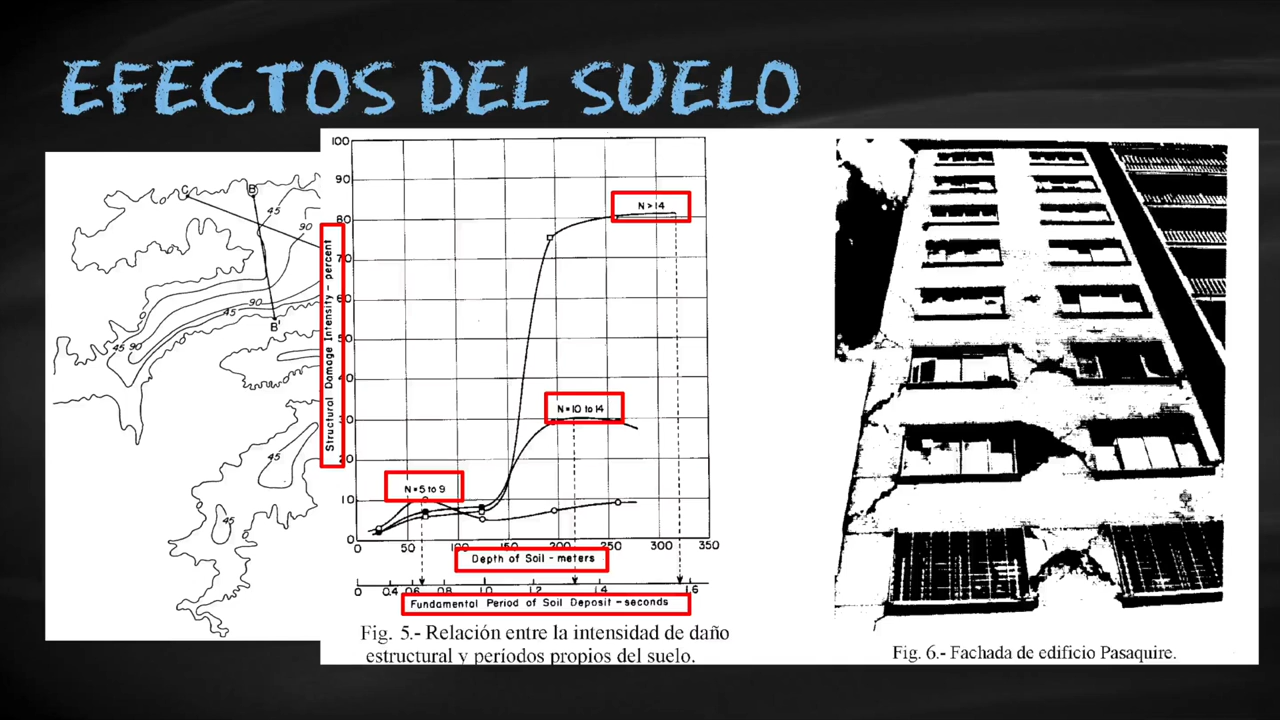 EFECTOS DEL SUELO
C
B
45
90
90
45
B'
45 90
45
45
Structural Damage Intensity - percent
100
90
80
70
60
50
40
30
20
10
0
N > 14
N = 10 to 14
N = 5 to 9
0 50 100 150 200 250 300 350
Depth of Soil - meters
0 0.4 0.6 0.8 1.0 1.2 1.4 1.6
Fundamental Period of Soil Deposit - seconds
Fig. 5.- Relación entre la intensidad de daño
estructural y períodos propios del suelo.
Fig. 6.- Fachada de edificio Pasaquire.